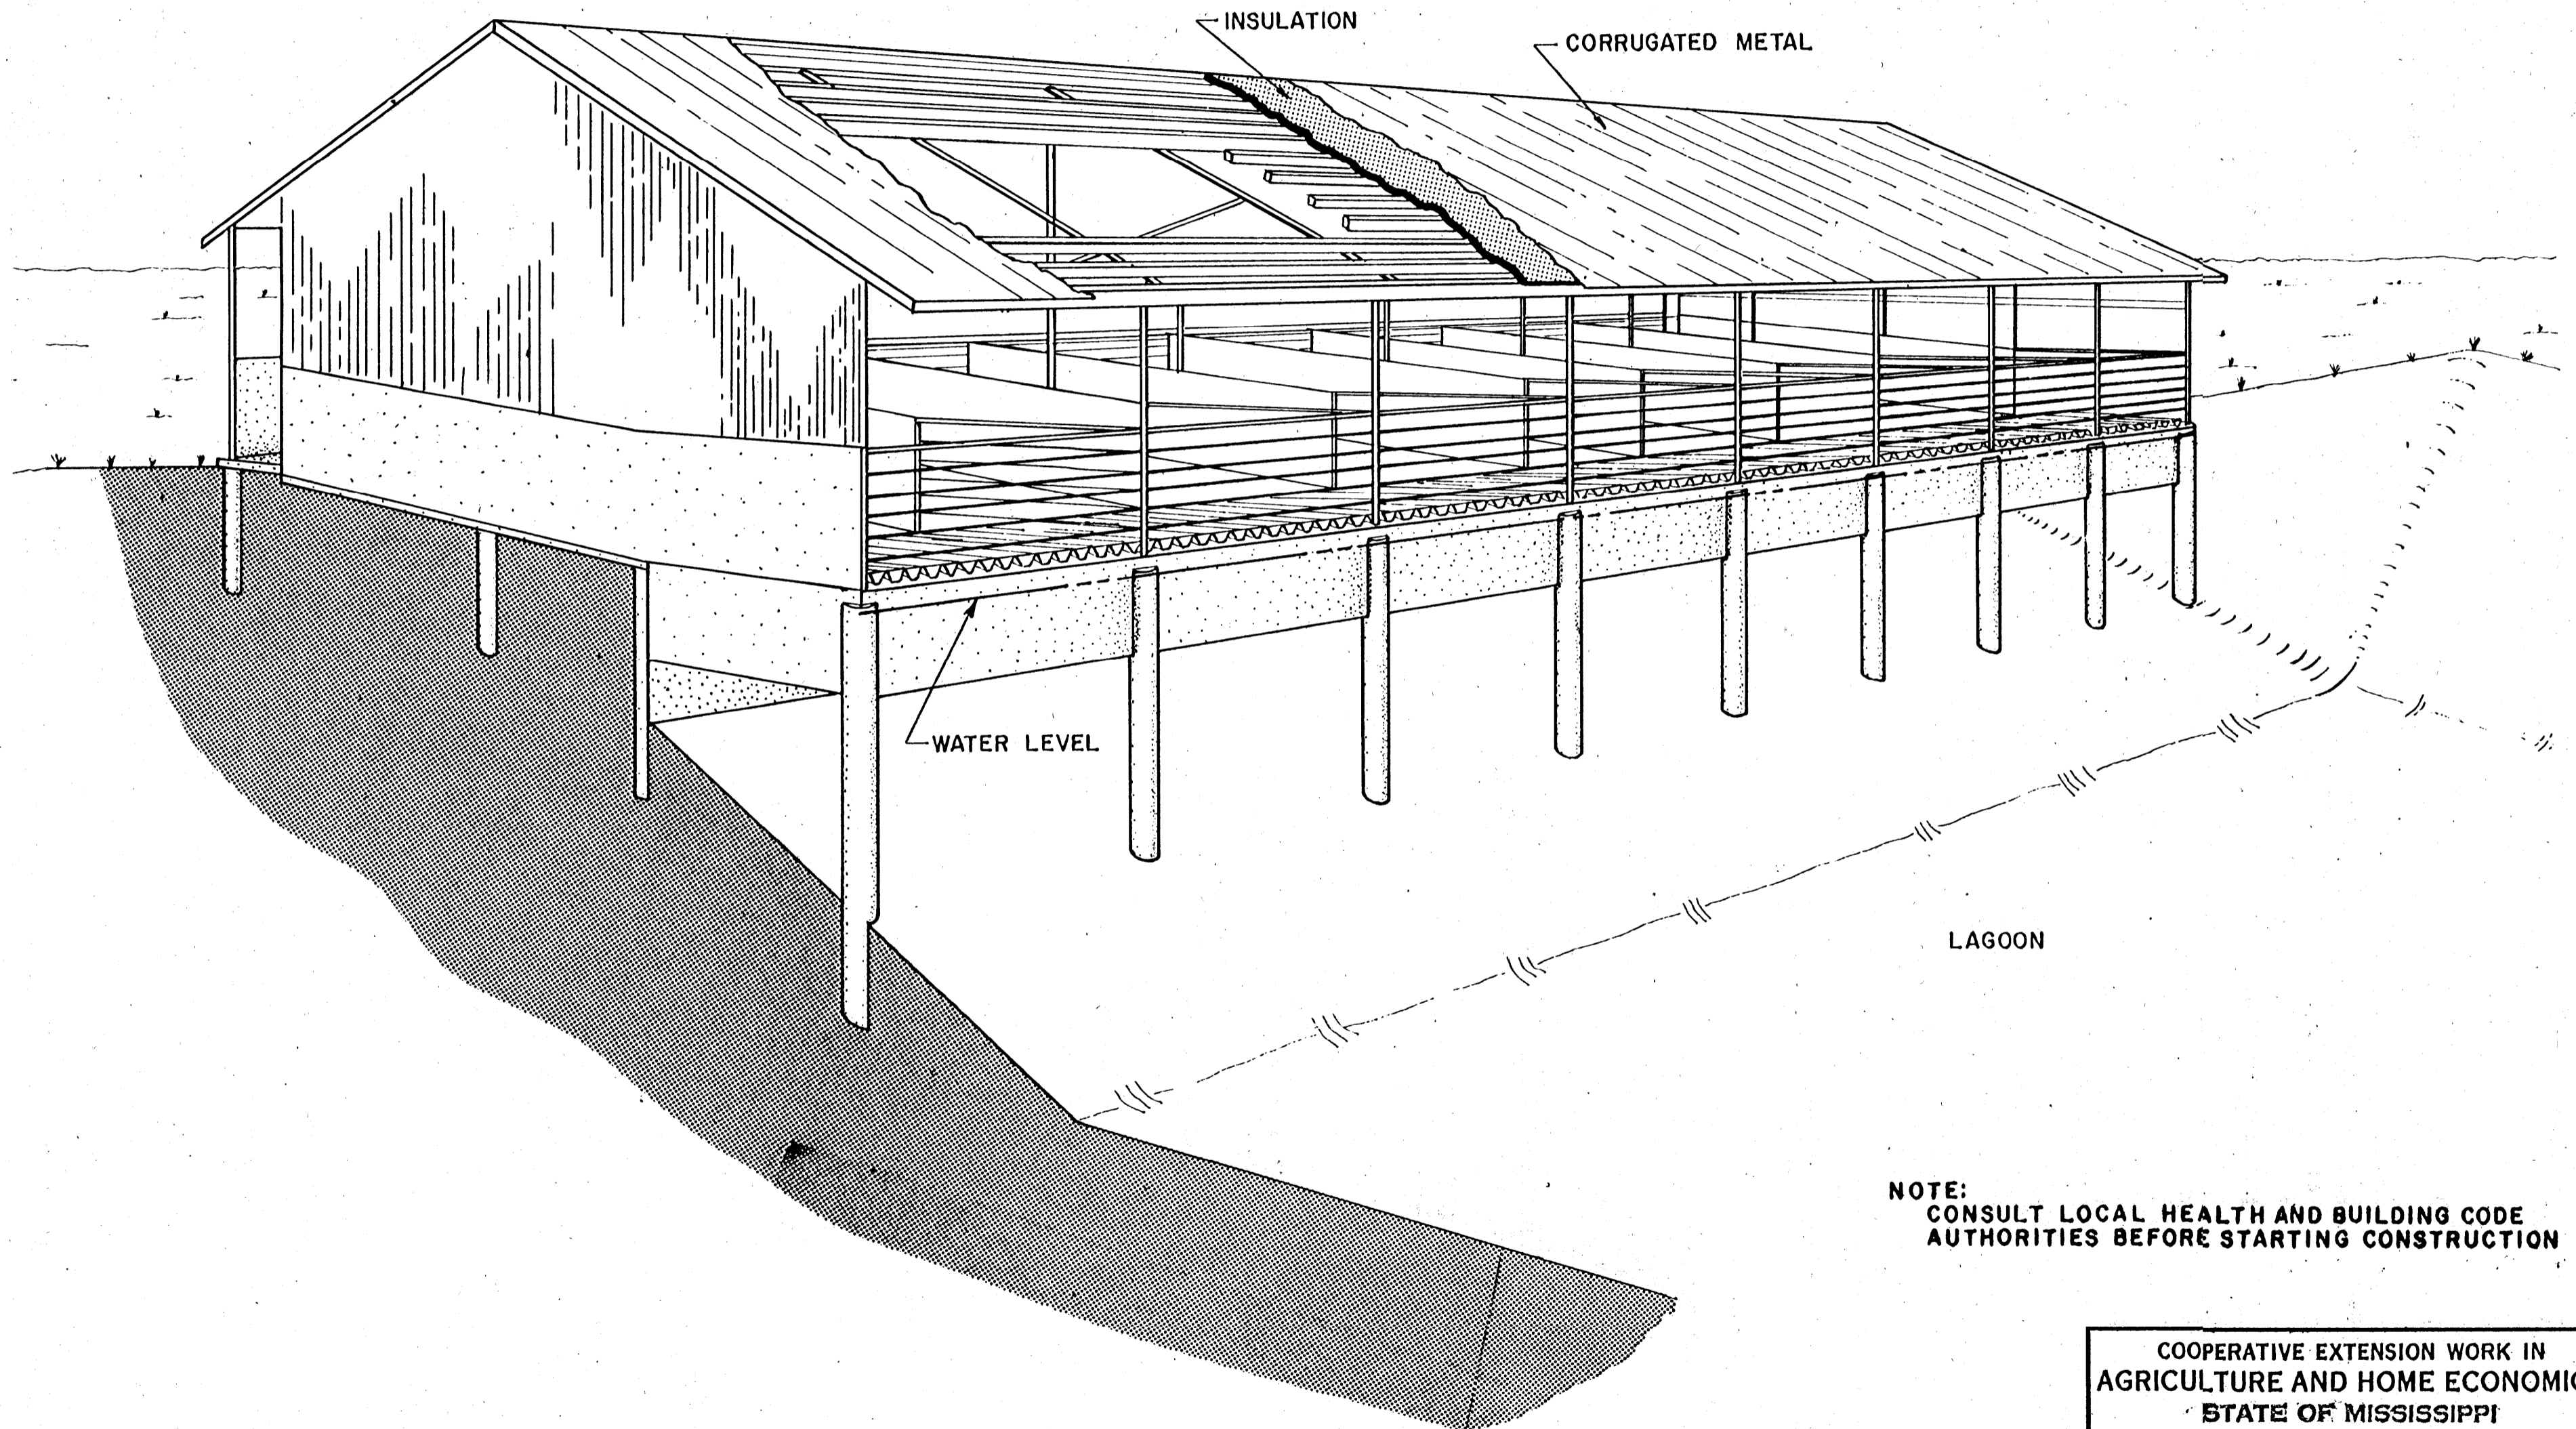 INSULATION
CORRUGATED METAL
WATER LEVEL
LAGOON
NOTE:
CONSULT LOCAL HEALTH AND BUILDING CODE
AUTHORITIES BEFORE STARTING CONSTRUCTION
COOPERATIVE EXTENSION WORK IN
AGRICULTURE AND HOME ECONOMIC
STATE OF MISSISSIPPI